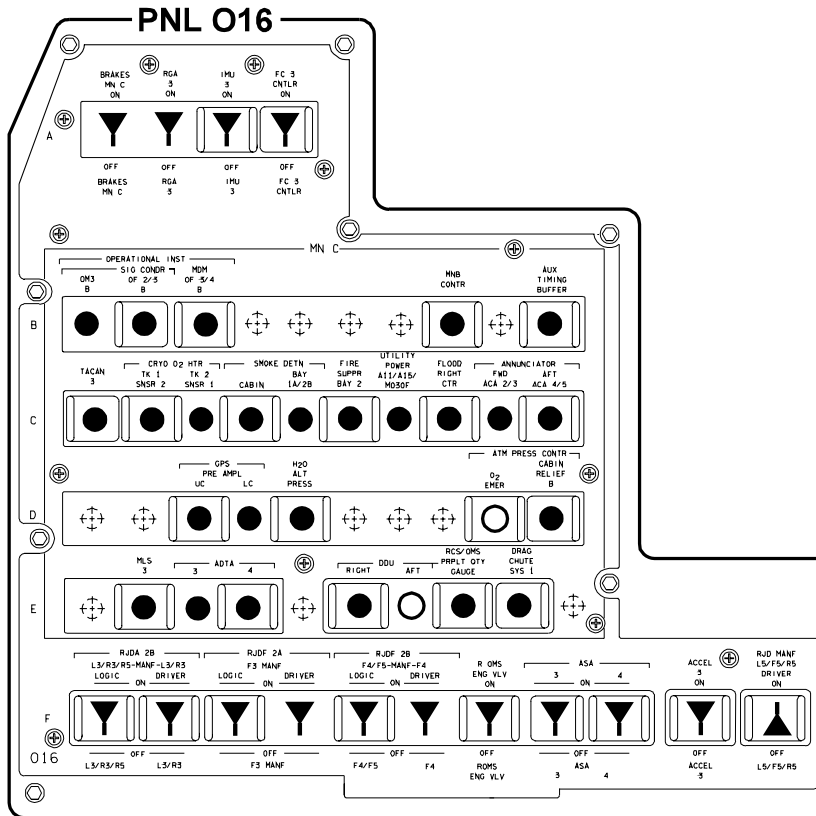 PNL O16
BRAKES RGA IMU FC 3
MN C 3 3 CNTLR
ON ON ON ON
A
OFF OFF OFF OFF
BRAKES RGA IMU FC 3
MN C 3 3 CNTLR
MN C
OPERATIONAL INST
SIG CONDR MDM
OM3 OF 2/3 OF 3/4
B B B
MNB
CONTR
AUX
TIMING
BUFFER
B
TACAN
3
CRYO O2 HTR
TK 1 TK 2
SNSR 2 SNSR 1
SMOKE DETN
BAY
CABIN 1A/2B
FIRE
SUPPR
BAY 2
UTILITY
POWER
A11/A15/
MO30F
FLOOD
RIGHT
CTR
ANNUNCIATOR
FWD AFT
ACA 2/3 ACA 4/5
C
GPS
PRE AMPL
UC LC
H2O
ALT
PRESS
ATM PRESS CONTR
CABIN
O2 RELIEF
EMER B
D
MLS
3
ADTA
3 4
DDU
RIGHT AFT
RCS/OMS
PRPLT QTY
GAUGE
DRAG
CHUTE
SYS 1
E
RJDA 2B
L3/R3/R5-MANF-L3/R3
LOGIC DRIVER
ON
RJDF 2A
F3 MANF
LOGIC DRIVER
ON
RJDF 2B
F4/F5-MANF-F4
LOGIC DRIVER
ON
R OMS
ENG VLV
ON
ASA
3 4
ON
ACCEL
3
ON
RJD MANF
L5/F5/R5
DRIVER
ON
F
O16
OFF
L3/R3/R5 L3/R3
OFF
F3 MANF
OFF
F4/F5 F4
OFF
ROMS
ENG VLV
OFF
ASA
3 4
OFF
ACCEL
3
OFF
L5/F5/R5